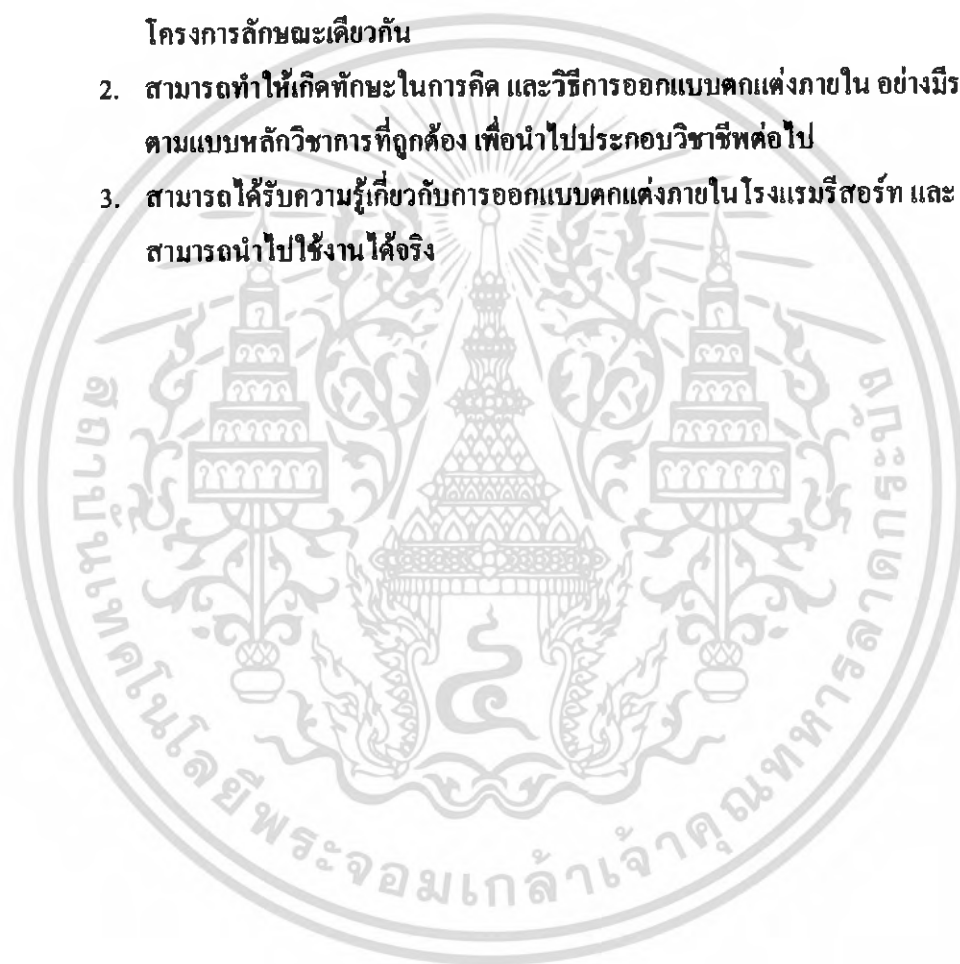 โครงการลักษณะเดียวกัน
2. สามารถทำให้เกิดทักษะในการคิด และวิธีการออกแบบตกแต่งภายใน อย่างมีร
ตามแบบหลักวิชาการที่ถูกต้อง เพื่อนำไปประกอบวิชาชีพต่อไป
3. สามารถได้รับความรู้เกี่ยวกับการออกแบบตกแต่งภายในโรงแรมรีสอร์ท และ
สามารถนำไปใช้งานได้จริง
สถาบันเทคโนโลยีพระจอมเกล้าเจ้าคุณทหารลาดกระบัง